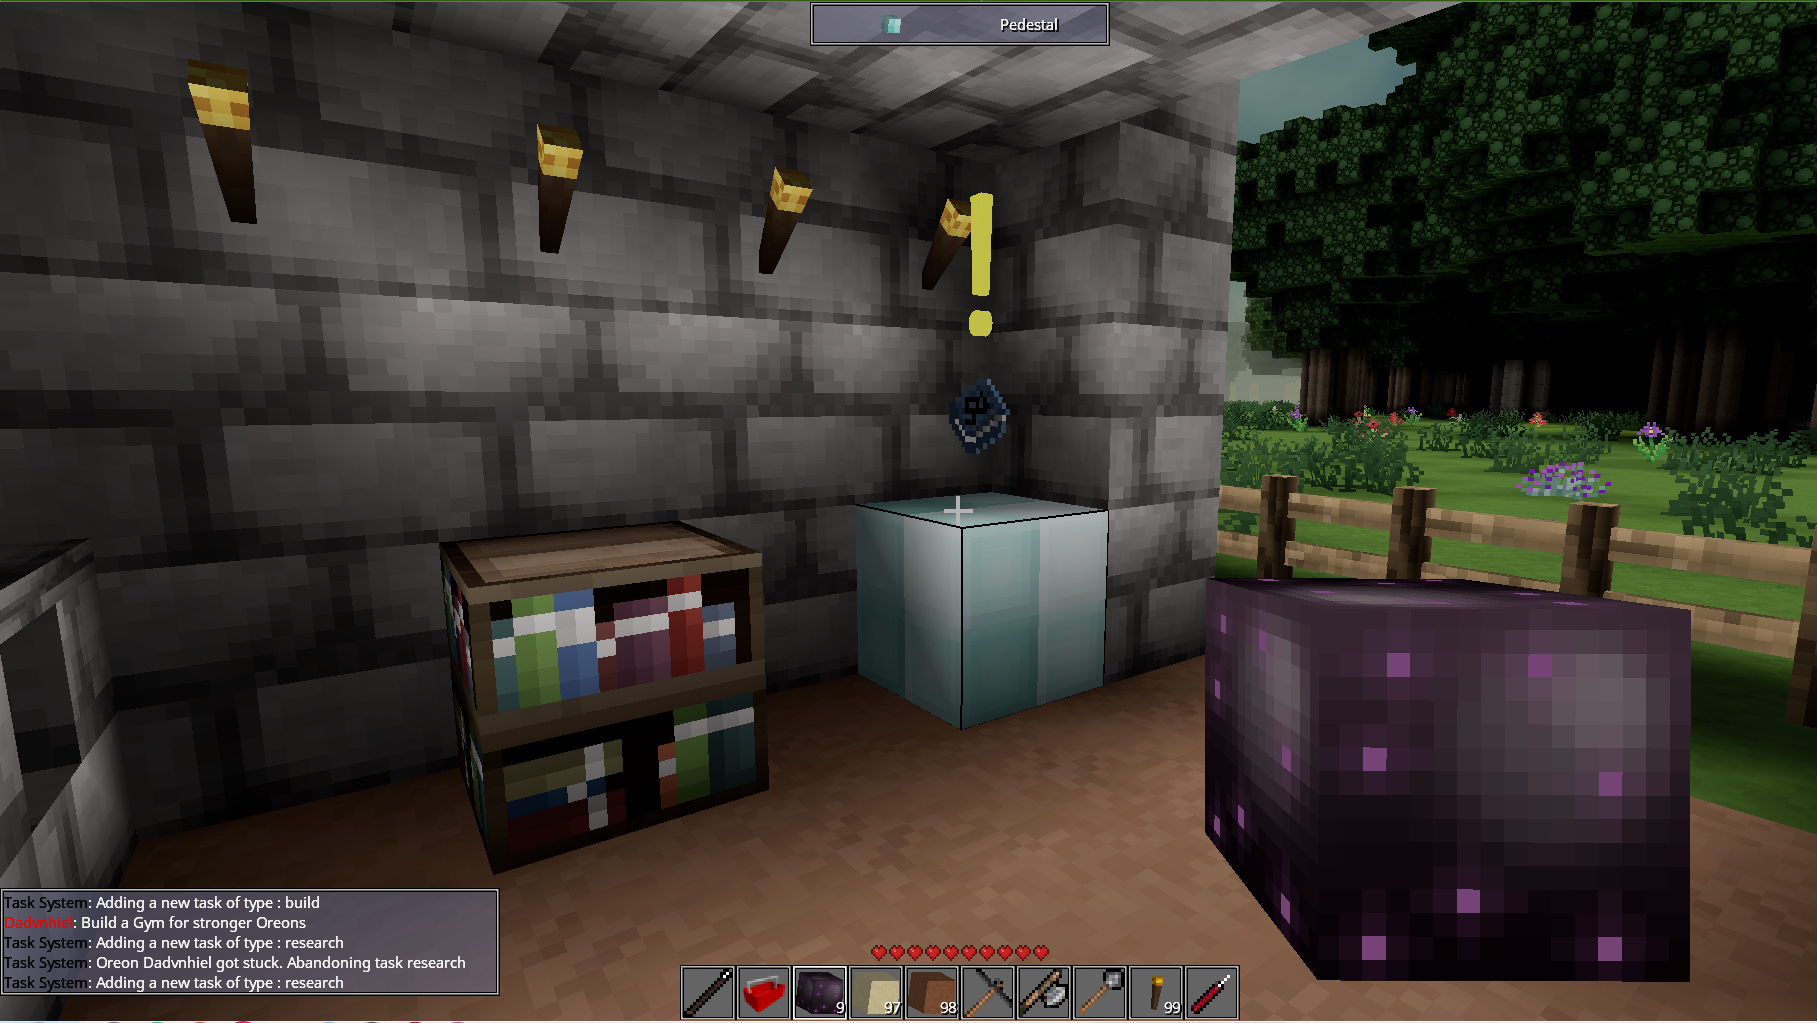 Pedestal
Task System: Adding a new task of type : build
Dadvnhiel: Build a Gym for stronger Oreons
Task System: Adding a new task of type : research
Task System: Oreon Dadvnhiel got stuck. Abandoning task research
Task System: Adding a new task of type : research
9 97 98 99